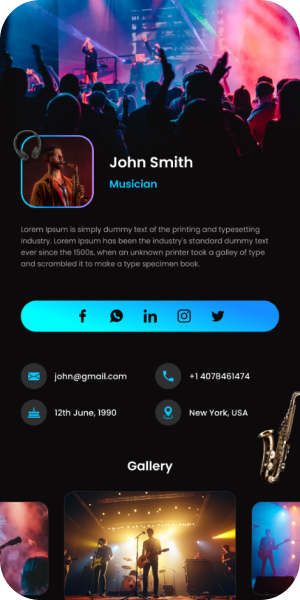 John Smith
Musician
Lorem Ipsum is simply dummy text of the printing and typesetting
industry. Lorem Ipsum has been the industry's standard dummy text
ever since the 1500s, when an unknown printer took a galley of type
and scrambled it to make a type specimen book.
john@gmail.com
+1 4078461474
12th June, 1990
New York, USA
Gallery